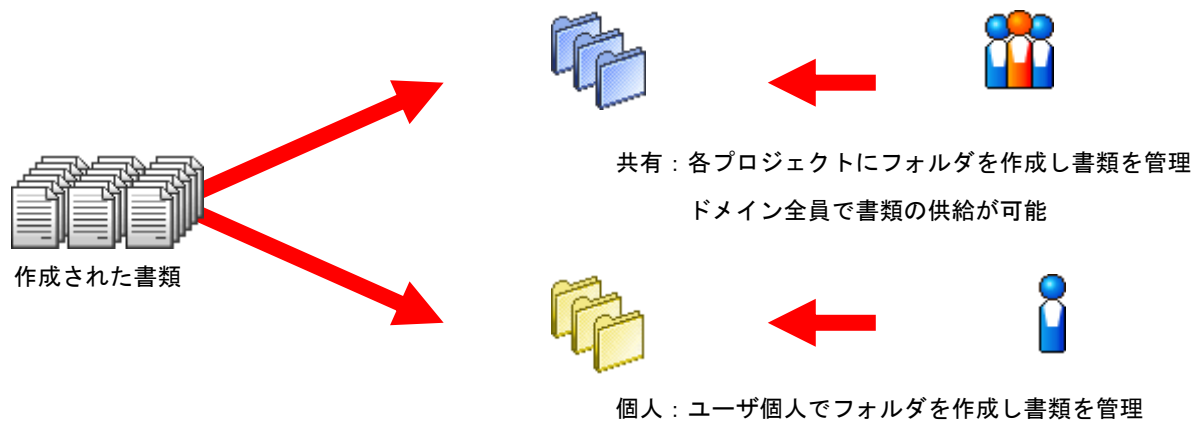 共有：各プロジェクトにフォルダを作成し書類を管理
ドメイン全員で書類の供給が可能
作成された書類
個人：ユーザ個人でフォルダを作成し書類を管理